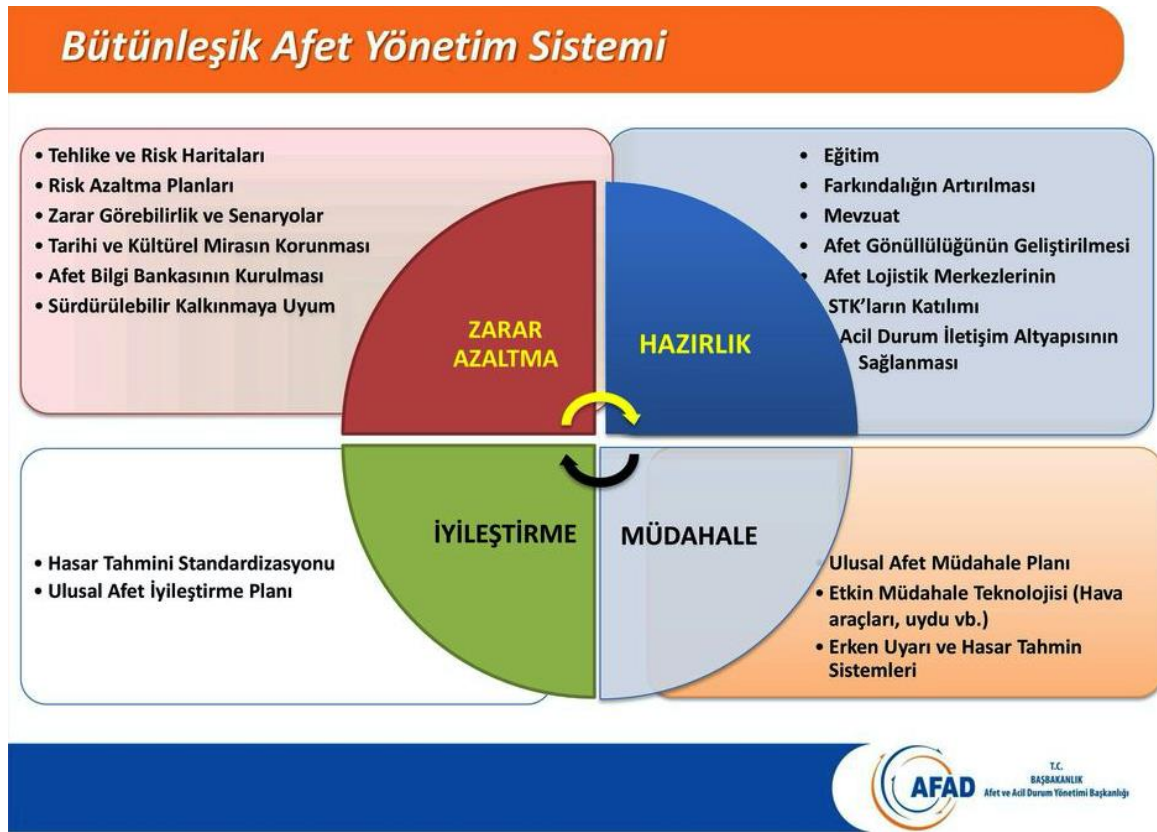 Bütünleşik Afet Yönetim Sistemi
• Tehlike ve Risk Haritaları
• Risk Azaltma Planları
• Zarar Görebilirlik ve Senaryolar
• Tarihi ve Kültürel Mirasın Korunması
• Afet Bilgi Bankasının Kurulması
• Sürdürülebilir Kalkınmaya Uyum
• Eğitim
• Farkındalığın Artırılması
• Mevzuat
• Afet Gönüllülüğünün Geliştirilmesi
• Afet Lojistik Merkezlerinin
STK’ların Katılımı
Acil Durum İletişim Altyapısının
Sağlanması
ZARAR
AZALTMA
HAZIRLIK
İYİLEŞTİRME
MÜDAHALE
• Hasar Tahmini Standardizasyonu
• Ulusal Afet İyileştirme Planı
• Ulusal Afet Müdahale Planı
• Etkin Müdahale Teknolojisi (Hava
araçları, uydu vb.)
• Erken Uyarı ve Hasar Tahmin
Sistemleri
AFAD
T.C.
BAŞBAKANLIK
Afet ve Acil Durum Yönetimi Başkanlığı